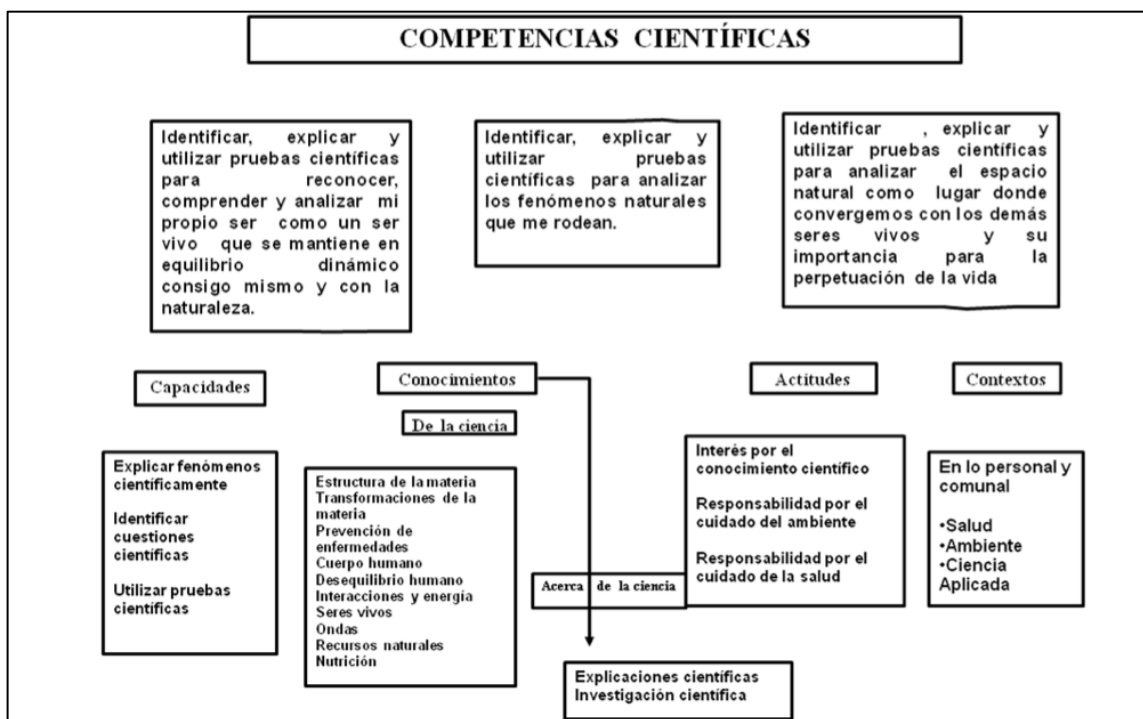 COMPETENCIAS CIENTÍFICAS
Identificar, explicar y
utilizar pruebas científicas
para reconocer,
comprender y analizar mi
propio ser como un ser
vivo que se mantiene en
equilibrio dinámico
consigo mismo y con la
naturaleza.
Identificar, explicar y
utilizar pruebas
científicas para analizar
los fenómenos naturales
que me rodean.
Identificar , explicar y
utilizar pruebas científicas
para analizar el espacio
natural como lugar donde
convergemos con los demás
seres vivos y su
importancia para la
perpetuación de la vida
Capacidades
Explicar fenómenos
científicamente
Identificar
cuestiones
científicas
Utilizar pruebas
científicas
Conocimientos
De la ciencia
Estructura de la materia
Transformaciones de la
materia
Prevención de
enfermedades
Cuerpo humano
Desequilibrio humano
Interacciones y energía
Seres vivos
Ondas
Recursos naturales
Nutrición
Acerca de la ciencia
Explicaciones científicas
Investigación científica
Actitudes
Interés por el
conocimiento científico
Responsabilidad por el
cuidado del ambiente
Responsabilidad por el
cuidado de la salud
Contextos
En lo personal y
comunal
•Salud
•Ambiente
•Ciencia
Aplicada